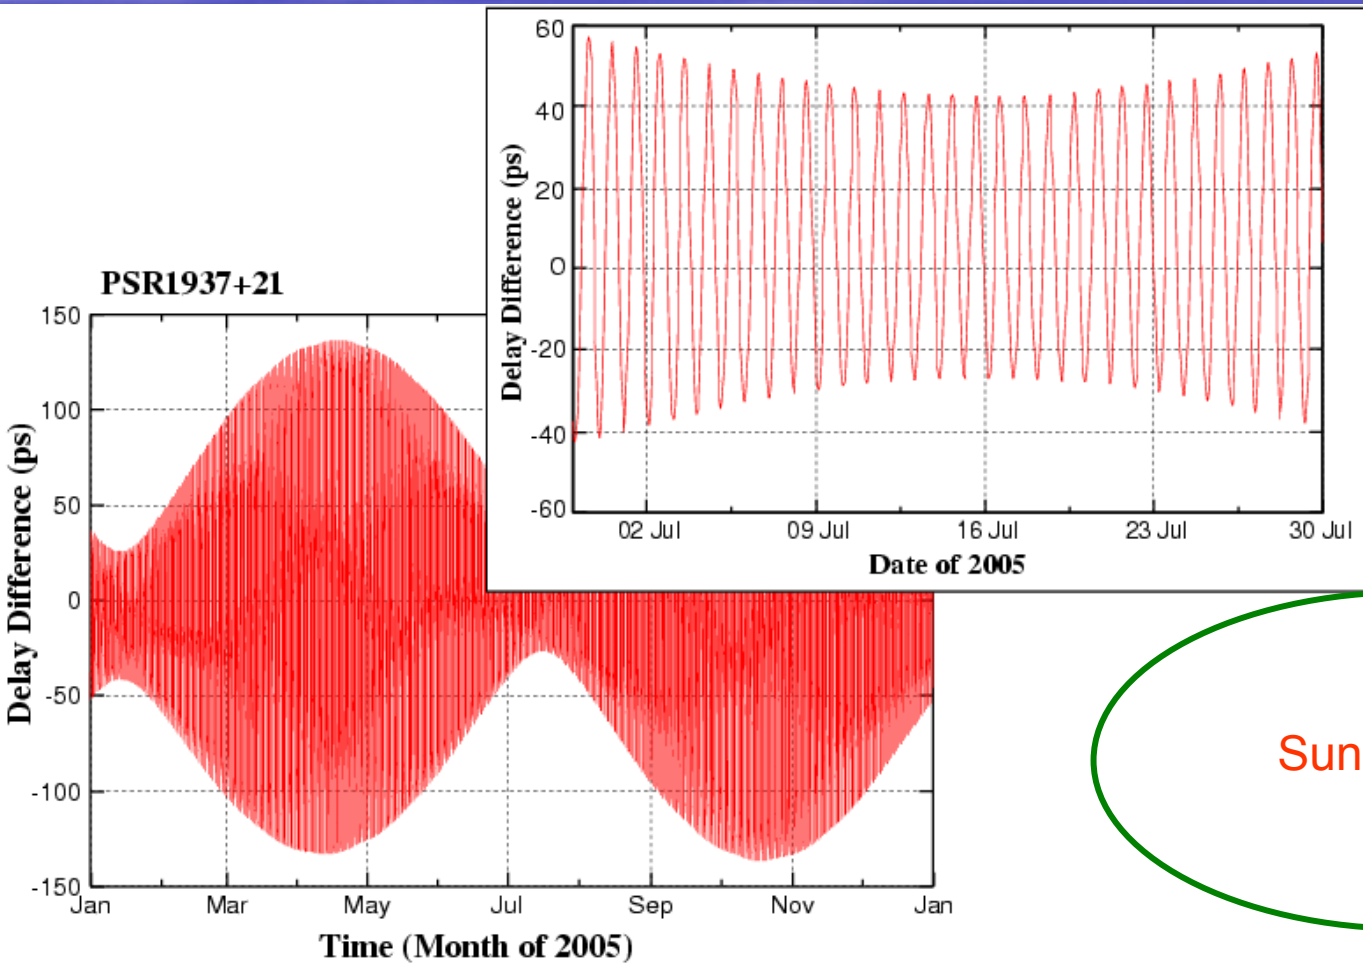 60
40
20
0
-20
-40
-60
Delay Difference (ps)
02 Jul 09 Jul 16 Jul 23 Jul 30 Jul
Date of 2005
PSR1937+21
150
100
50
0
-50
-100
-150
Delay Difference (ps)
Jan Mar May Jul Sep Nov Jan
Time (Month of 2005)
Sun